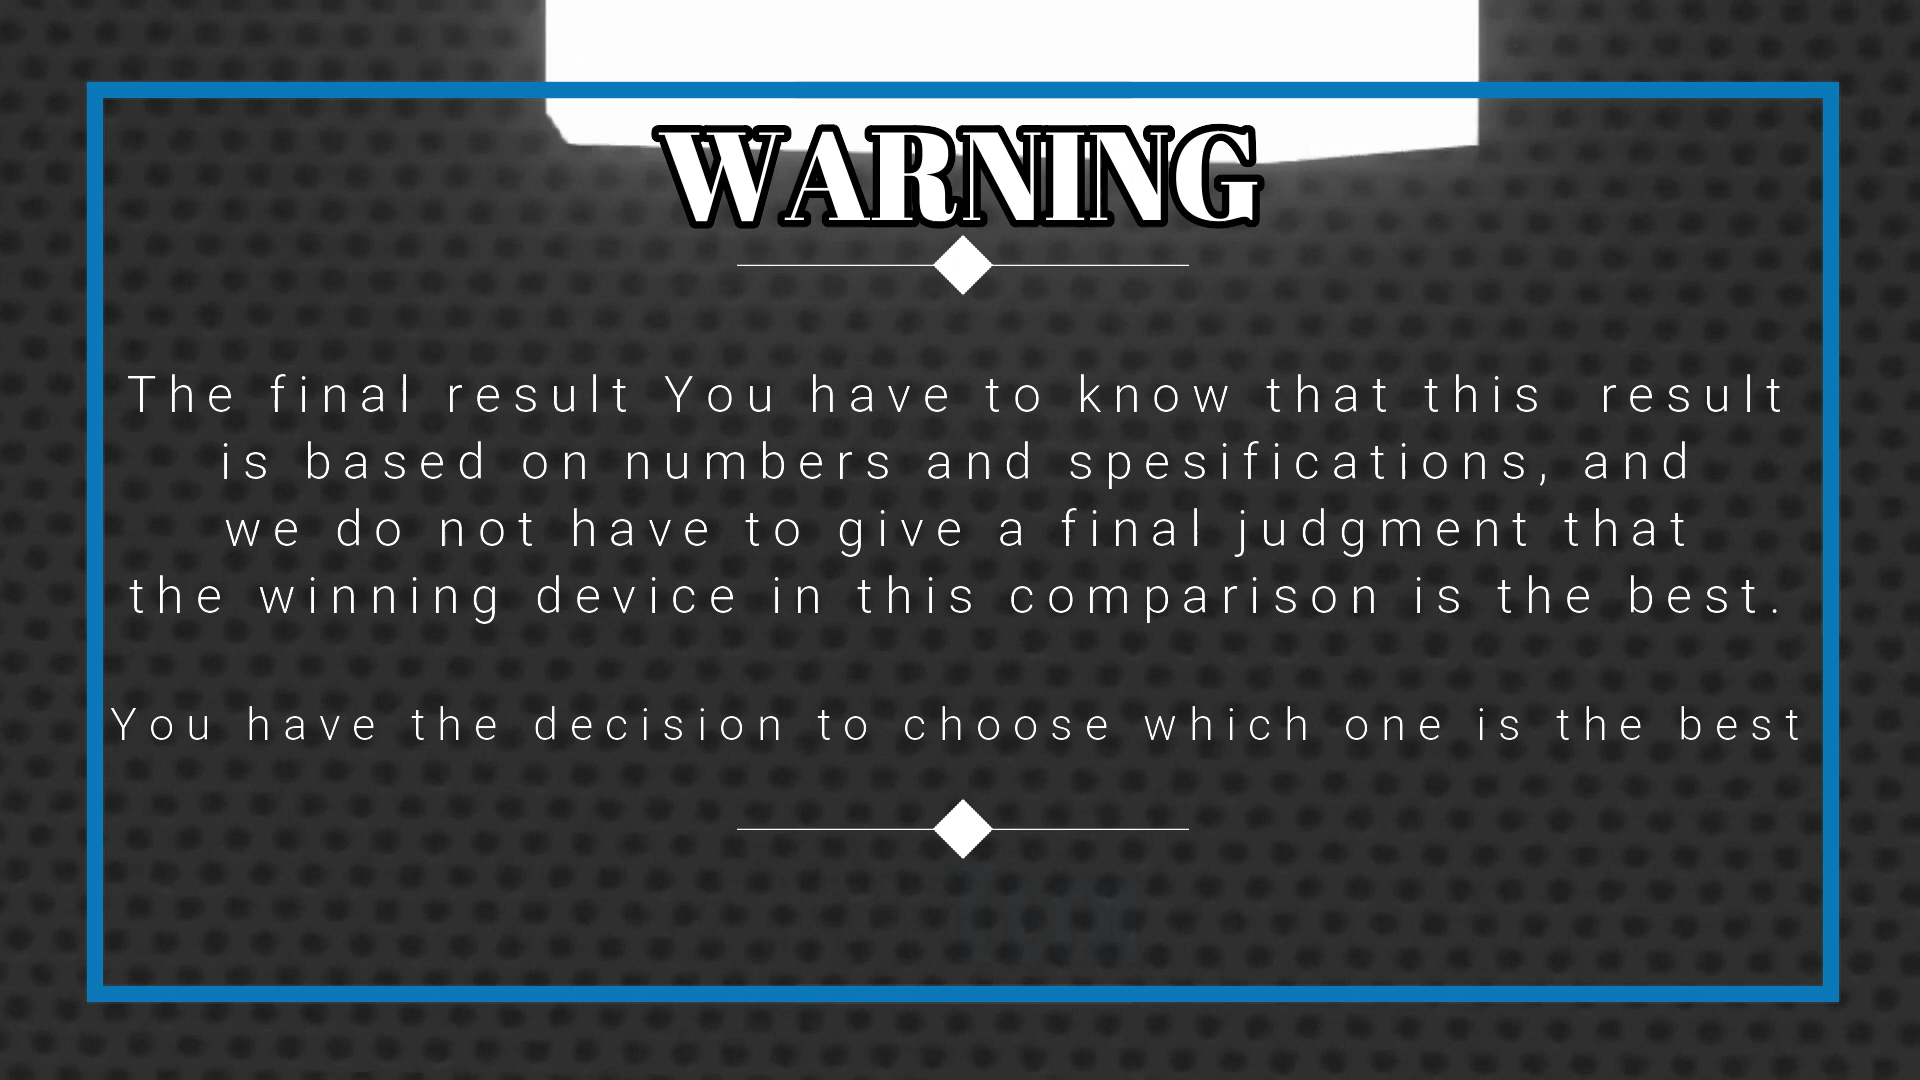 WARNING
The final result You have to know that this result
is based on numbers and spesifications, and
we do not have to give a final judgment that
the winning device in this comparison is the best.
You have the decision to choose which one is the best